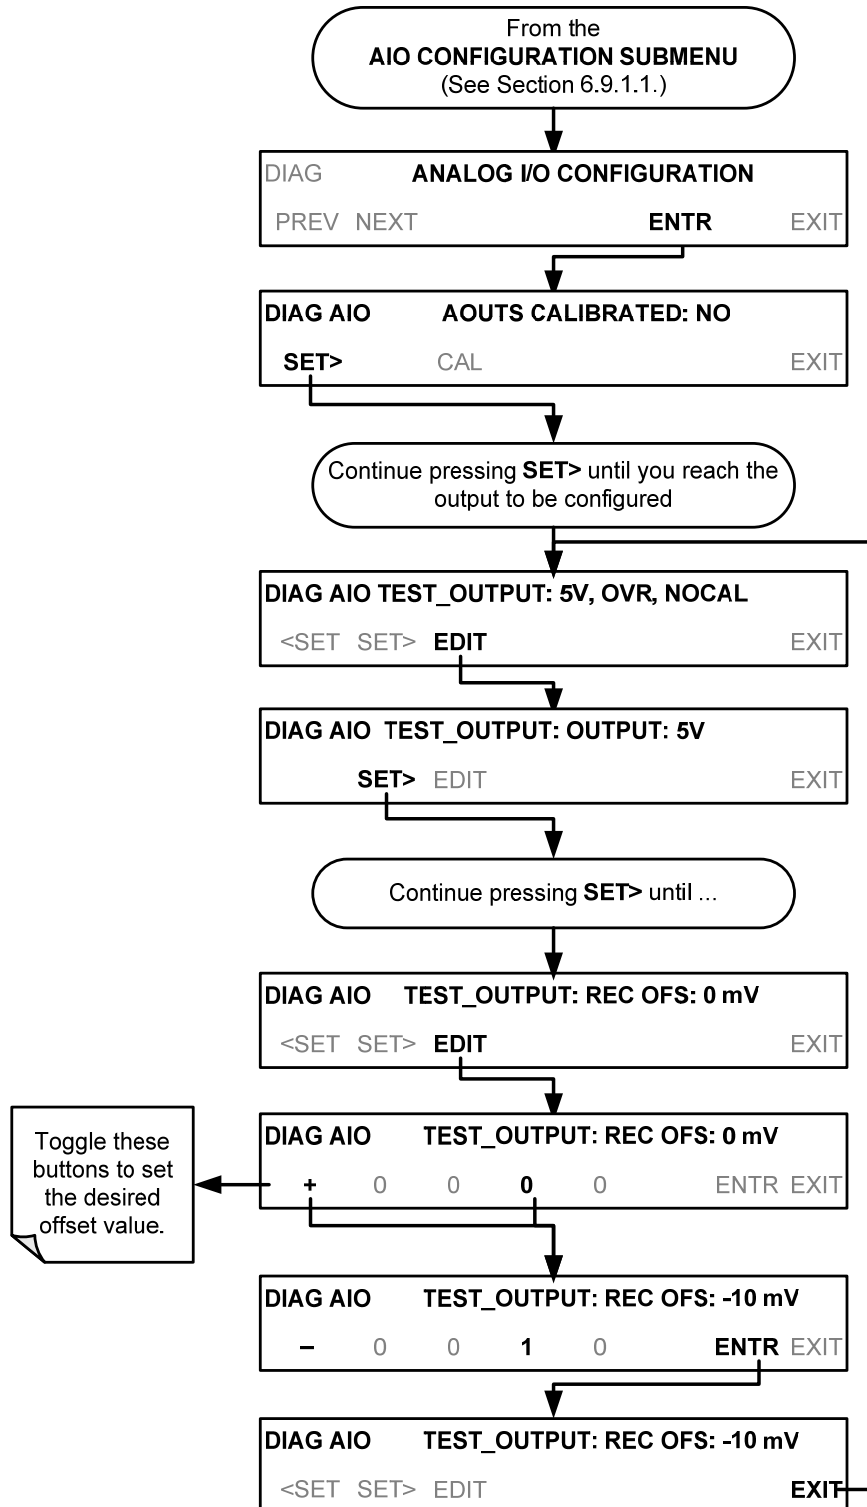 From the
AIO CONFIGURATION SUBMENU
(See Section 6.9.1.1.)
DIAG ANALOG I/O CONFIGURATION
PREV NEXT ENTR EXIT
DIAG AIO AOUTS CALIBRATED: NO
SET> CAL EXIT
Continue pressing SET> until you reach the
output to be configured
DIAG AIO TEST_OUTPUT: 5V, OVR, NOCAL
<SET SET> EDIT EXIT
DIAG AIO TEST_OUTPUT: OUTPUT: 5V
SET> EDIT EXIT
Continue pressing SET> until ...
DIAG AIO TEST_OUTPUT: REC OFS: 0 mV
<SET SET> EDIT EXIT
Toggle these
buttons to set
the desired
offset value.
DIAG AIO TEST_OUTPUT: REC OFS: 0 mV
+ 0 0 0 0 ENTR EXIT
DIAG AIO TEST_OUTPUT: REC OFS: -10 mV
– 0 0 1 0 ENTR EXIT
DIAG AIO TEST_OUTPUT: REC OFS: -10 mV
<SET SET> EDIT EXIT